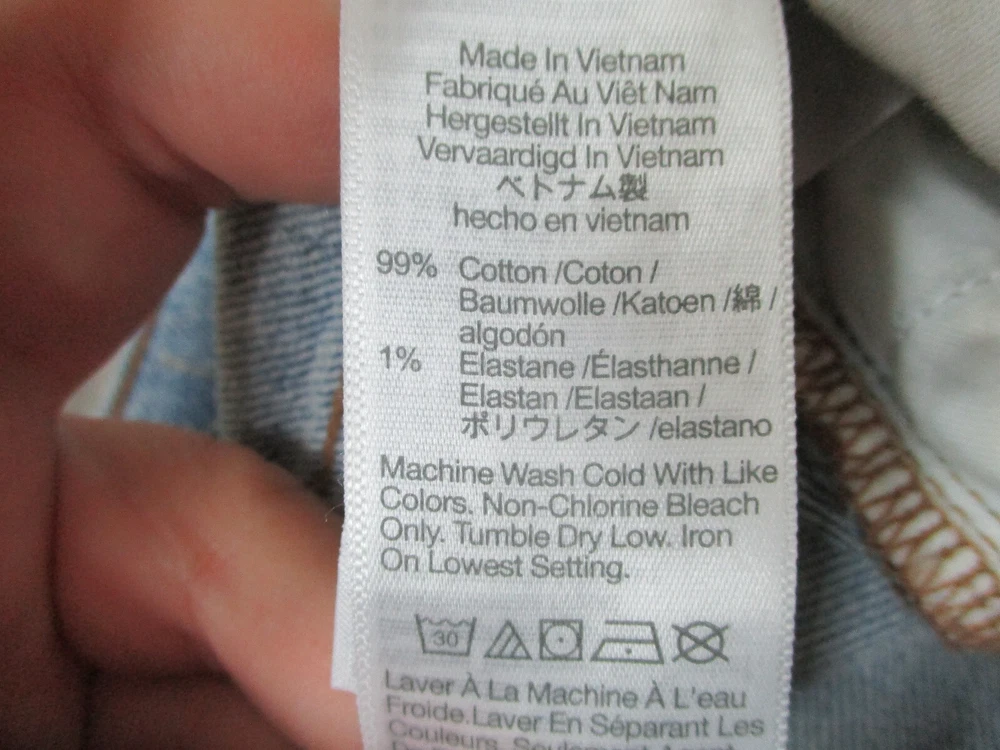 Made In Vietnam
Fabriqué Au Viêt Nam
Hergestellt In Vietnam
Vervaardigd In Vietnam
ベトナム製
hecho en vietnam
99% Cotton /Coton /
Baumwolle /Katoen /綿 /
algodón
1% Elastane /Élasthanne /
Elastan /Elastaan /
ポリウレタン /elastano
Machine Wash Cold With Like
Colors. Non-Chlorine Bleach
Only. Tumble Dry Low. Iron
On Lowest Setting.
30
Laver À La Machine À L'eau
Froide.Laver En Séparant Les
Couleurs. Seulement